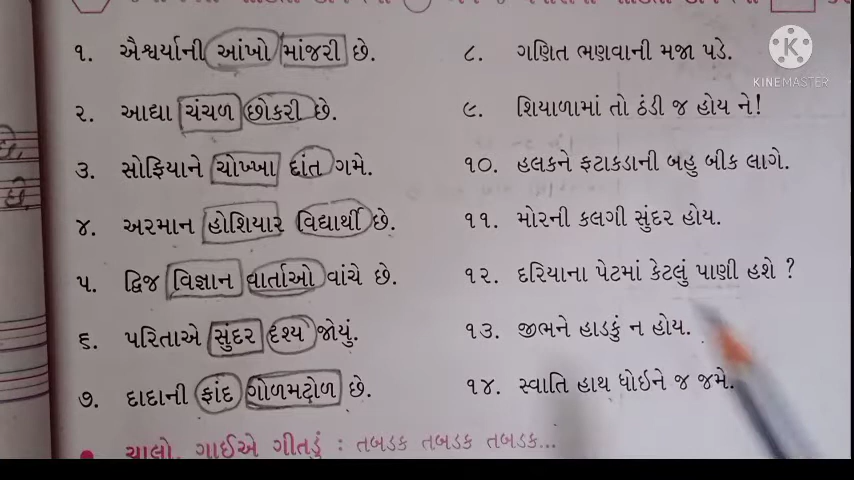 ૧. ઐશ્વર્યાની આંખો માંજરી છે.
૨. આદ્યા ચંચળ છોકરી છે.
૩. સોફિયાને ચોખ્ખા દાંત ગમે.
૪. અરમાન હોશિયાર વિદ્યાર્થી છે.
૫. દ્વિજ વિજ્ઞાન વાર્તાઓ વાંચે છે.
૬. પરિતાએ સુંદર દૃશ્ય જોયું.
૭. દાદાની ફાંદ ગોળમટોળ છે.
૮. ગણિત ભણવાની મજા પડે.
૯. શિયાળામાં તો ઠંડી જ હોય ને!
૧૦. હલકને ફટાકડાની બહુ બીક લાગે.
૧૧. મોરની કલગી સુંદર હોય.
૧૨. દરિયાના પેટમાં કેટલું પાણી હશે ?
૧૩. જીભને હાડકું ન હોય.
૧૪. સ્વાતિ હાથ ધોઈને જ જમે.
• ચાલો, ગાઈએ ગીતડું : તબડક તબડક તબડક...
K
KINEMASTER